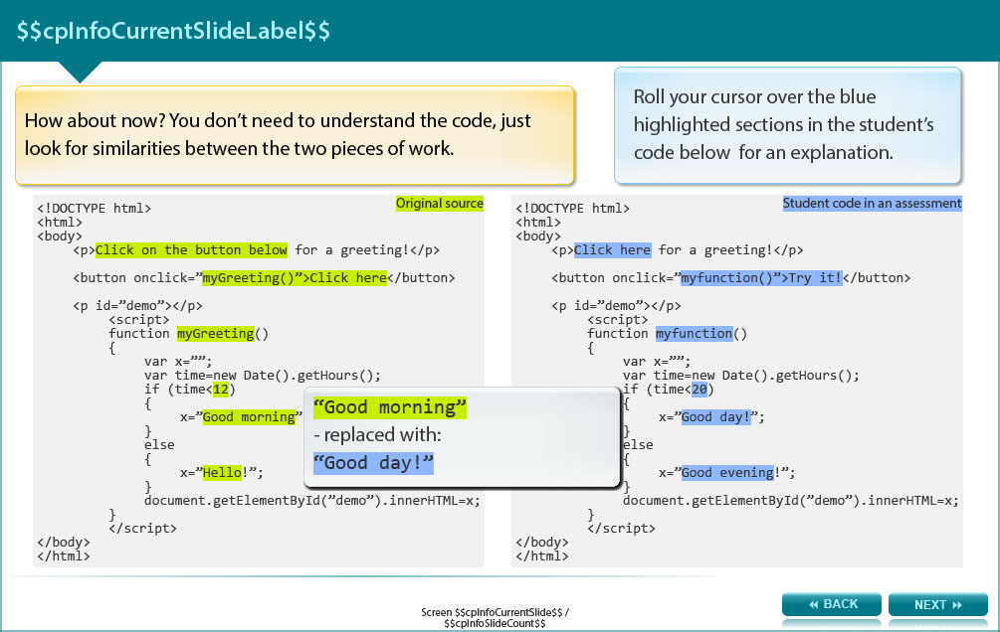 $$cpInfoCurrentSlideLabel$$
How about now? You don’t need to understand the code, just
look for similarities between the two pieces of work.
Roll your cursor over the blue
highlighted sections in the student’s
code below for an explanation.
Original source
<!DOCTYPE html>
<html>
<body>
<p>Click on the button below for a greeting!</p>
<button onclick=”myGreeting()”>Click here</button>
<p id=”demo”></p>
<script>
function myGreeting()
{
var x=””;
var time=new Date().getHours();
if (time<12)
{
x=”Good morning”
}
else
{
x=”Hello!”;
}
document.getElementById(”demo”).innerHTML=x;
}
</script>
</body>
</html>
“Good morning”
- replaced with:
“Good day!”
Student code in an assessment
<!DOCTYPE html>
<html>
<body>
<p>Click here for a greeting!</p>
<button onclick=”myfunction()”>Try it!</button>
<p id=”demo”></p>
<script>
function myfunction()
{
var x=””;
var time=new Date().getHours();
if (time<20)
{
x=”Good day!”;
}
else
{
x=”Good evening!”;
}
document.getElementById(”demo”).innerHTML=x;
}
</script>
</body>
</html>
Screen $$cpInfoCurrentSlide$$ /
$$cpInfoSlideCount$$
BACK
NEXT